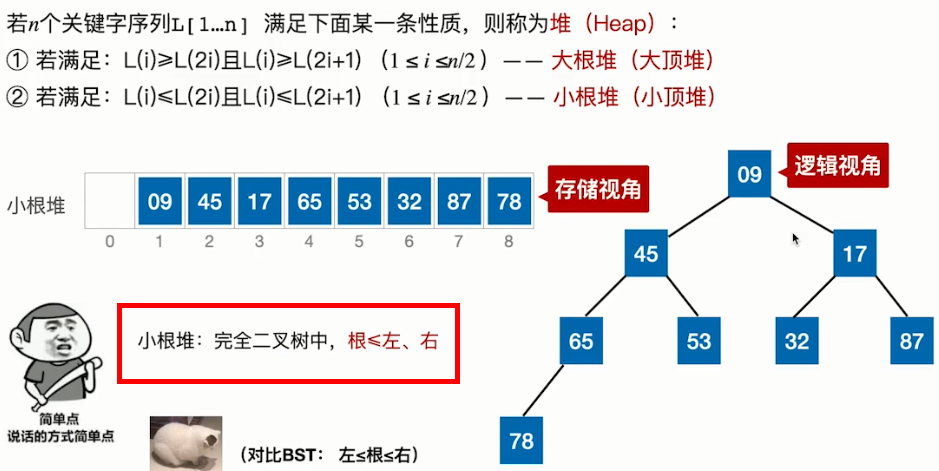 若n个关键字序列L[1…n] 满足下面某一条性质，则称为堆（Heap）：
① 若满足：L(i)≥L(2i)且L(i)≥L(2i+1)（1 ≤ i ≤n/2 ）—— 大根堆（大顶堆）
② 若满足：L(i)≤L(2i)且L(i)≤L(2i+1)（1 ≤ i ≤n/2 ）—— 小根堆（小顶堆）
09 逻辑视角
小根堆 09 45 17 65 53 32 87 78 存储视角
0 1 2 3 4 5 6 7 8
45 17
小根堆：完全二叉树中，根≤左、右
65 53 32 87
简单点
说话的方式简单点
78
（对比BST： 左≤根≤右）